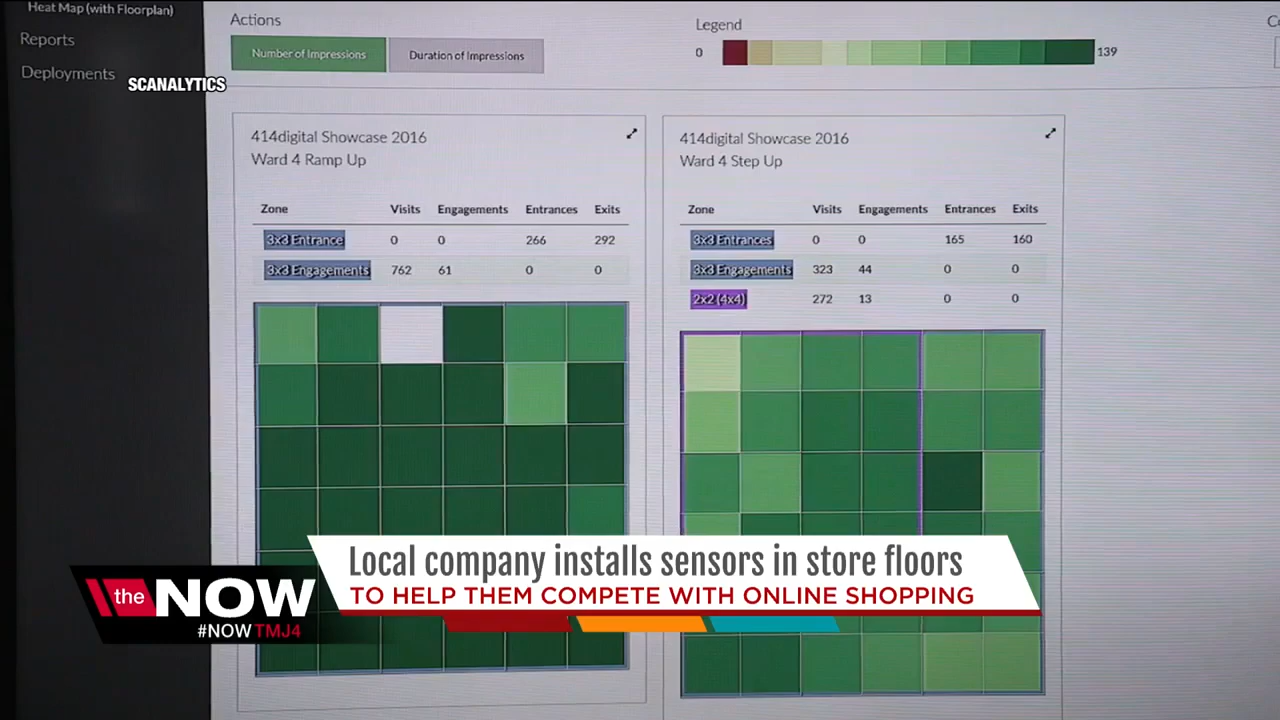 Heat Map (with Floorplan)
Reports
Deployments
SCANALYTICS
Actions
Number of Impressions
Duration of Impressions
Legend
0
139
414digital Showcase 2016
Ward 4 Ramp Up
Zone Visits Engagements Entrances Exits
3x3 Entrance 0 0 266 292
3x3 Engagements 762 61 0 0
414digital Showcase 2016
Ward 4 Step Up
Zone Visits Engagements Entrances Exits
3x3 Entrances 0 0 165 160
3x3 Engagements 323 44 0 0
2x2 (4x4) 272 13 0 0
Local company installs sensors in store floors
TO HELP THEM COMPETE WITH ONLINE SHOPPING
the NOW
#NOWTMJ4